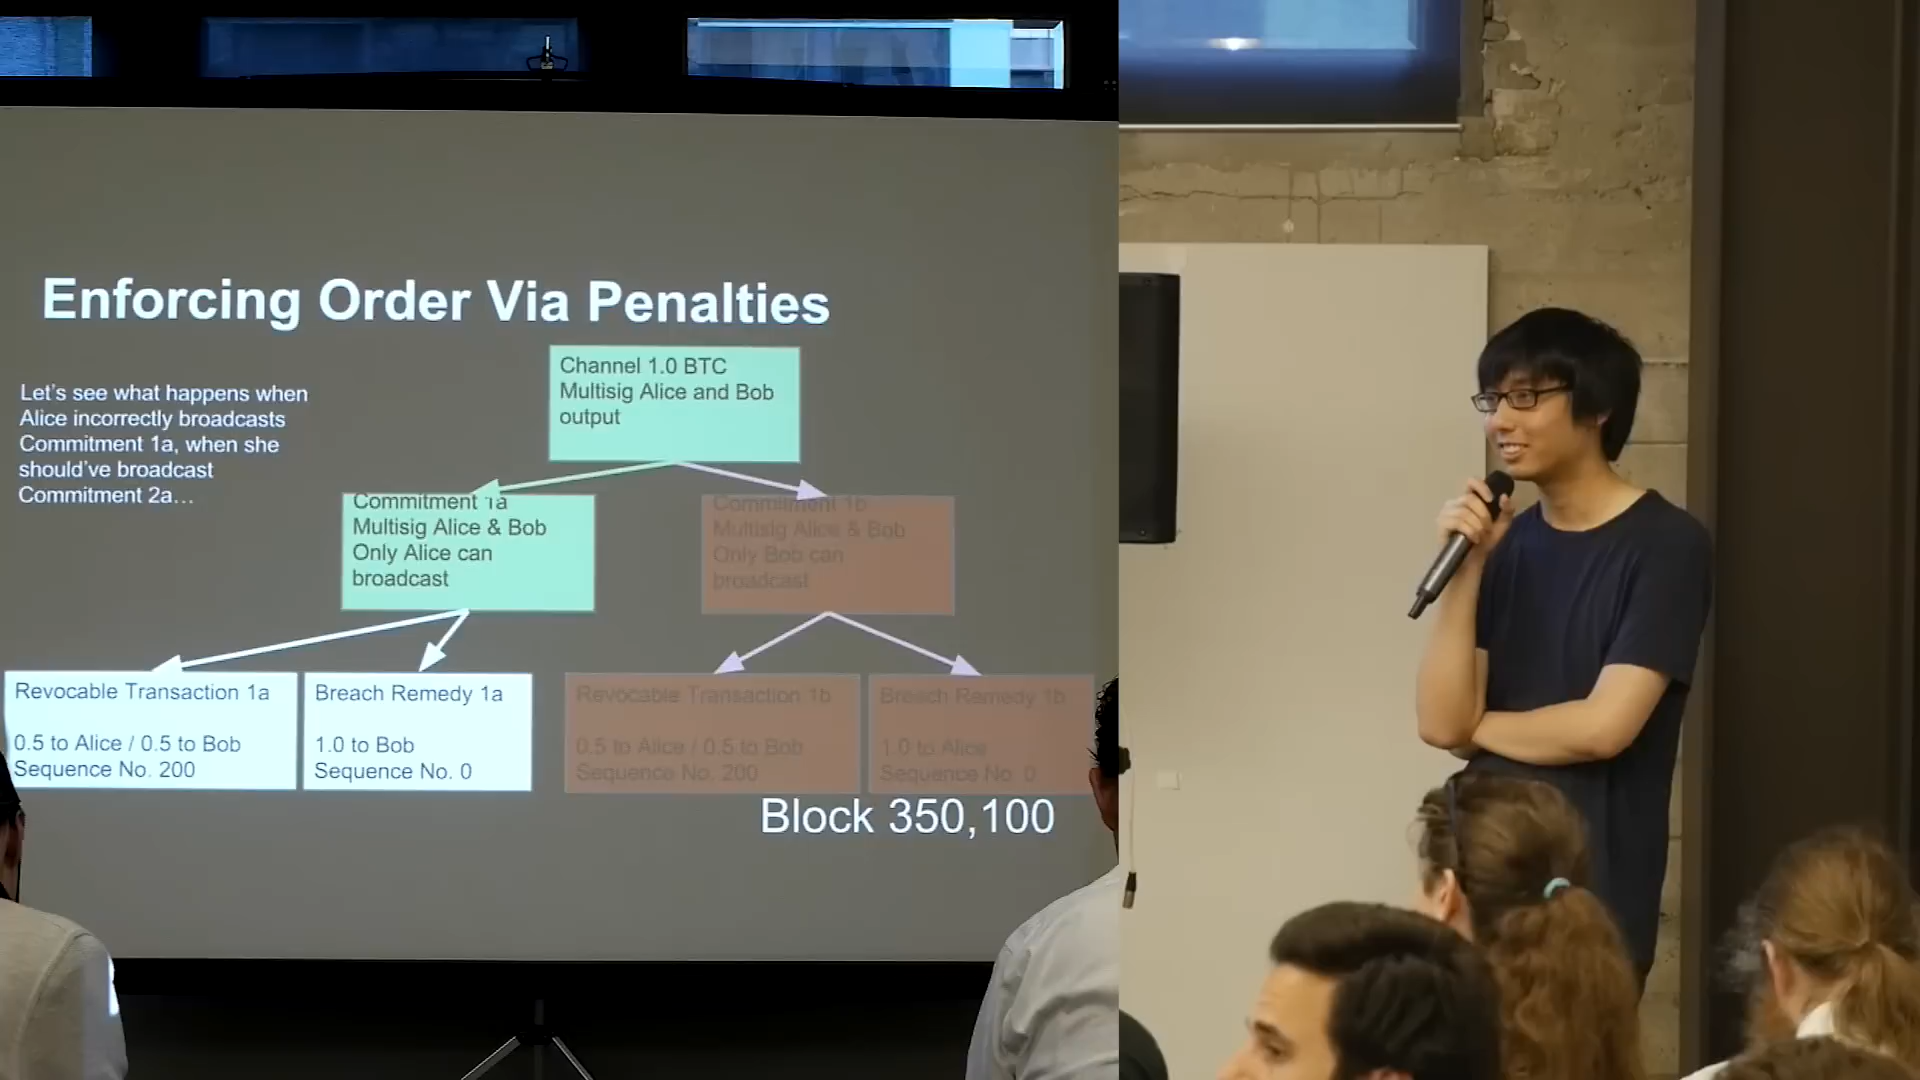 Enforcing Order Via Penalties
Let's see what happens when
Alice incorrectly broadcasts
Commitment 1a, when she
should've broadcast
Commitment 2a...
Channel 1.0 BTC
Multisig Alice and Bob
output
Commitment 1a
Multisig Alice & Bob
Only Alice can
broadcast
Commitment 1b
Multisig Alice & Bob
Only Bob can
broadcast
Revocable Transaction 1a
0.5 to Alice / 0.5 to Bob
Sequence No. 200
Breach Remedy 1a
1.0 to Bob
Sequence No. 0
Revocable Transaction 1b
0.5 to Alice / 0.5 to Bob
Sequence No. 200
Breach Remedy 1b
1.0 to Alice
Sequence No. 0
Block 350,100